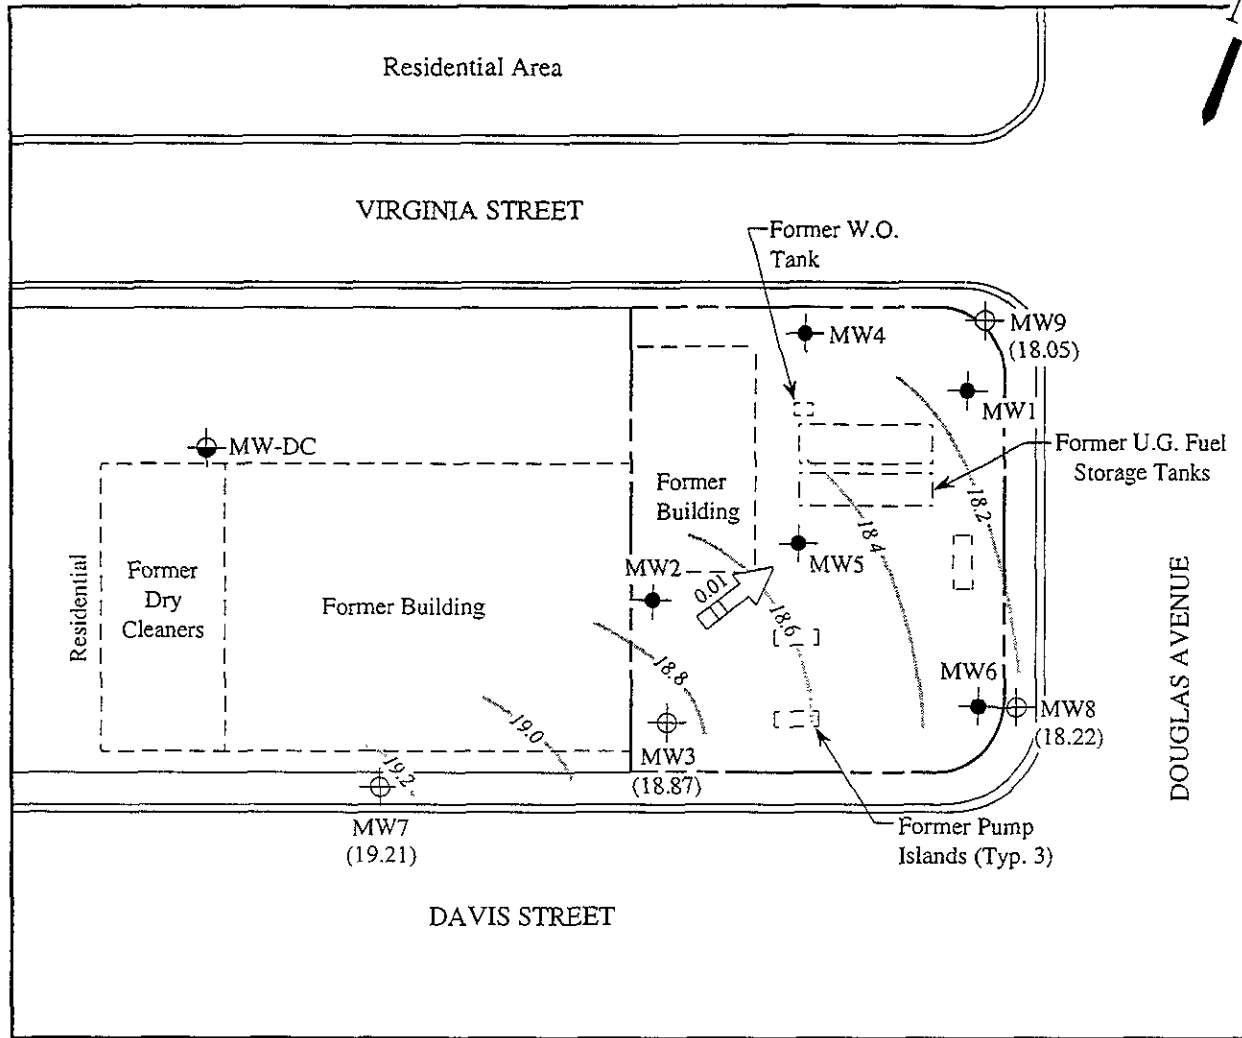 Residential Area
VIRGINIA STREET
Former W.O.
Tank
MW4
MW9
(18.05)
MW1
MW-DC
Former U.G. Fuel
Storage Tanks
Former
Building
18.2
18.4
MW5
MW2
0.01
18.6
Residential
Former
Dry
Cleaners
Former Building
18.8
MW6
MW8
(18.22)
DOUGLAS AVENUE
19.0
MW3
(18.87)
19.2
MW7
(19.21)
Former Pump
Islands (Typ. 3)
DAVIS STREET